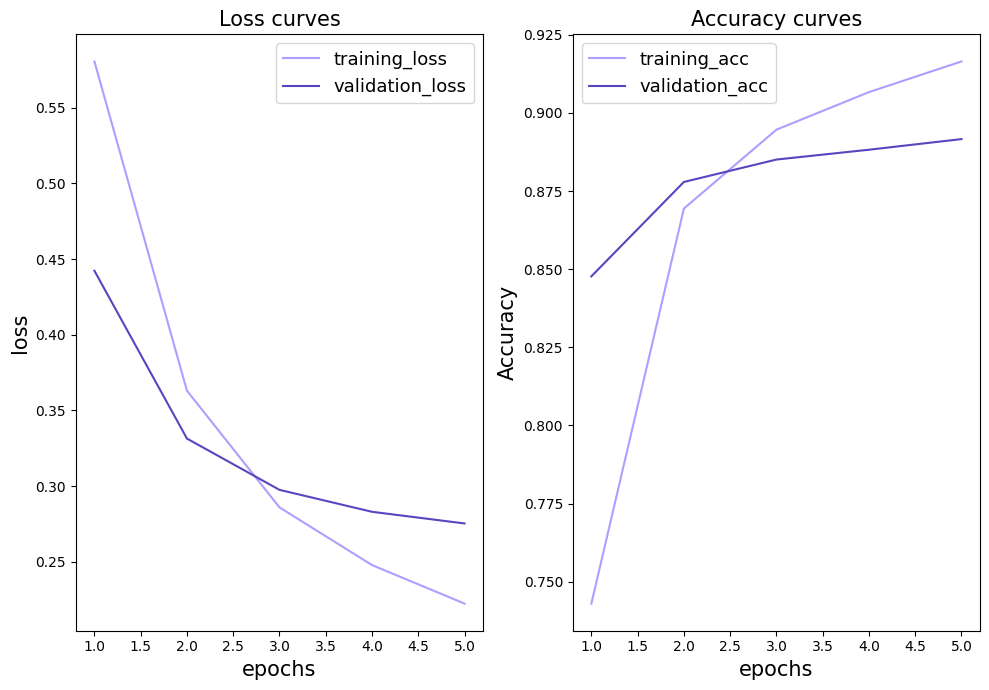 Loss curves
training_loss
validation_loss
loss
0.55
0.50
0.45
0.40
0.35
0.30
0.25
1.0 1.5 2.0 2.5 3.0 3.5 4.0 4.5 5.0
epochs
Accuracy curves
training_acc
validation_acc
Accuracy
0.925
0.900
0.875
0.850
0.825
0.800
0.775
0.750
1.0 1.5 2.0 2.5 3.0 3.5 4.0 4.5 5.0
epochs